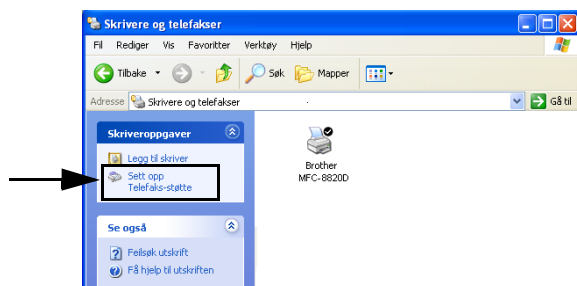 Skrivere og telefakser
Fil Rediger Vis Favoritter Verktøy Hjelp
Tilbake Søk Mapper
Adresse Skrivere og telefakser Gå til
Skriveroppgaver
Legg til skriver
Sett opp
Telefaks-støtte
Se også
Feilsøk utskrift
Få hjelp til utskriften
Brother
MFC-8820D